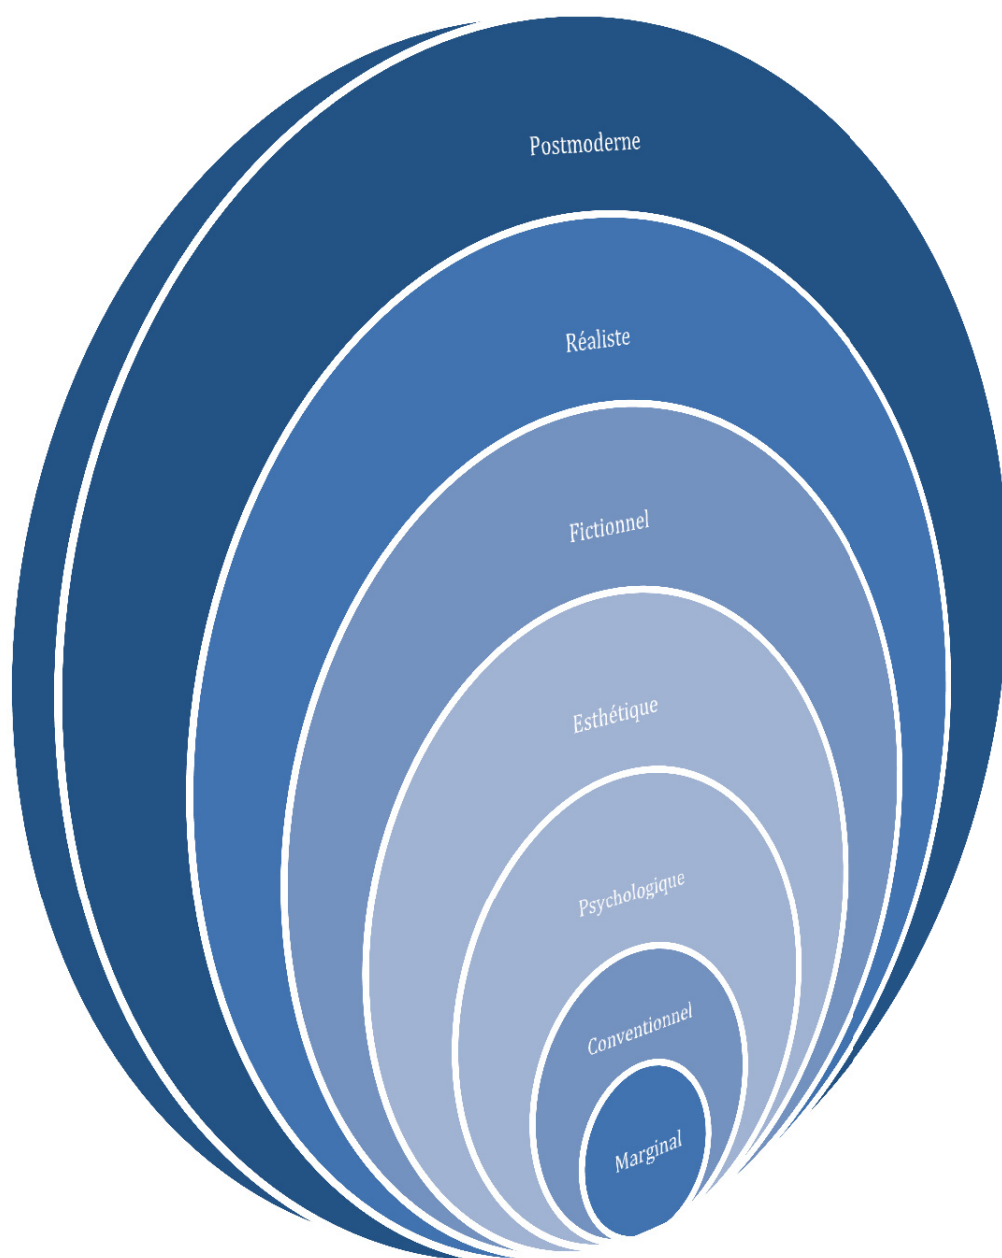 Postmoderne
Réaliste
Fictionnel
Esthétique
Psychologique
Conventionnel
Marginal